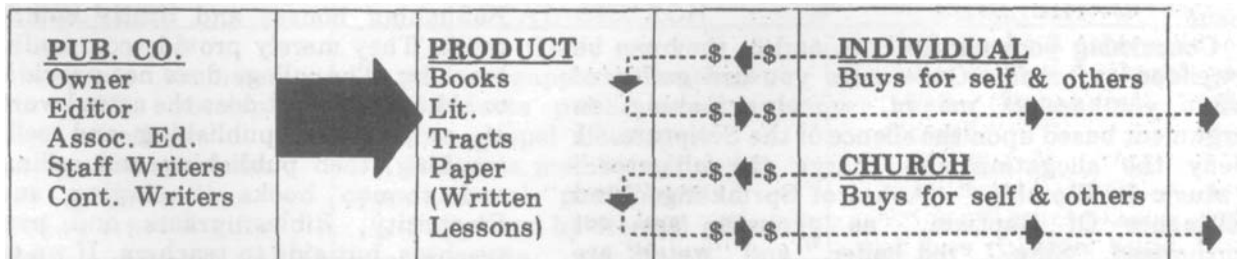 PUB. CO.
Owner
Editor
Assoc. Ed.
Staff Writers
Cont. Writers
PRODUCT
Books
Lit.
Tracts
Paper
(Written
Lessons)
$ $
$ $
$ $
$ $
INDIVIDUAL
Buys for self & others
CHURCH
Buys for self & others